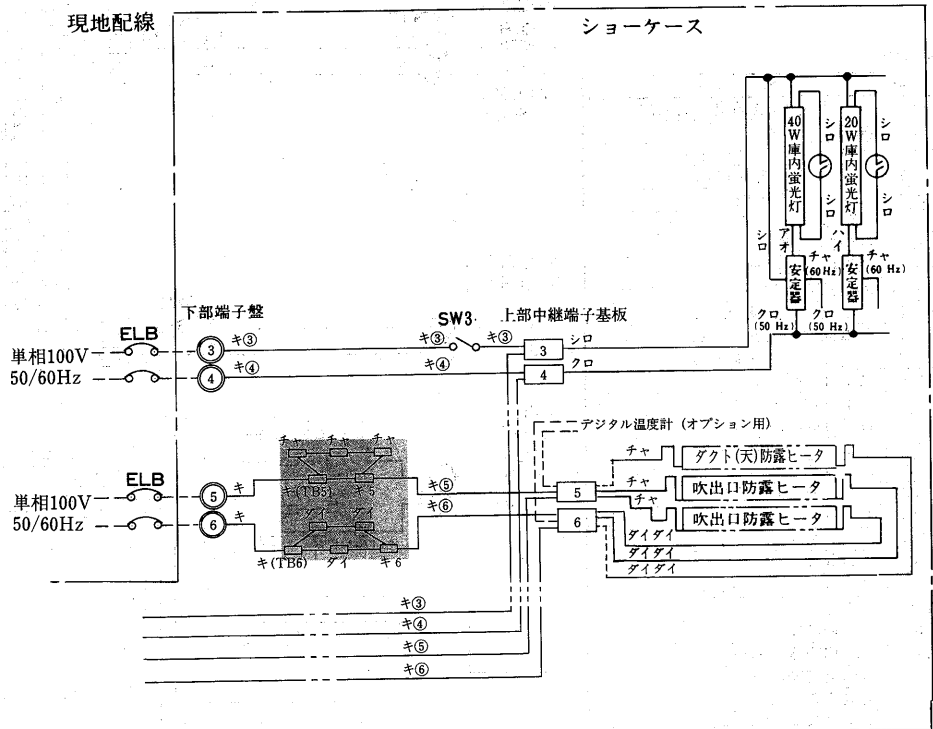 現地配線
ショーケース
40W庫内蛍光灯
シロ
シロ
20W庫内蛍光灯
シロ
シロ
シロ
アオ
ハイ
安定器
チャ
(60 Hz)
安定器
チャ
(60 Hz)
クロ
(50 Hz)
クロ
(50 Hz)
下部端子盤
SW3
上部中継端子基板
ELB
単相100V
50/60Hz
3
キ③
キ③
キ③
3
シロ
4
キ④
キ④
4
クロ
デジタル温度計(オプション用)
チャ
チャ
チャ
チャ
ダクト(天)防露ヒータ
ELB
単相100V
50/60Hz
5
キ
キ(TB5)
キ5
キ⑤
5
チャ
吹出口防露ヒータ
6
キ
ダイ
ダイ
キ⑥
6
チャ
吹出口防露ヒータ
キ(TB6)
ダイ
キ6
ダイダイ
ダイダイ
ダイダイ
キ③
キ④
キ⑤
キ⑥